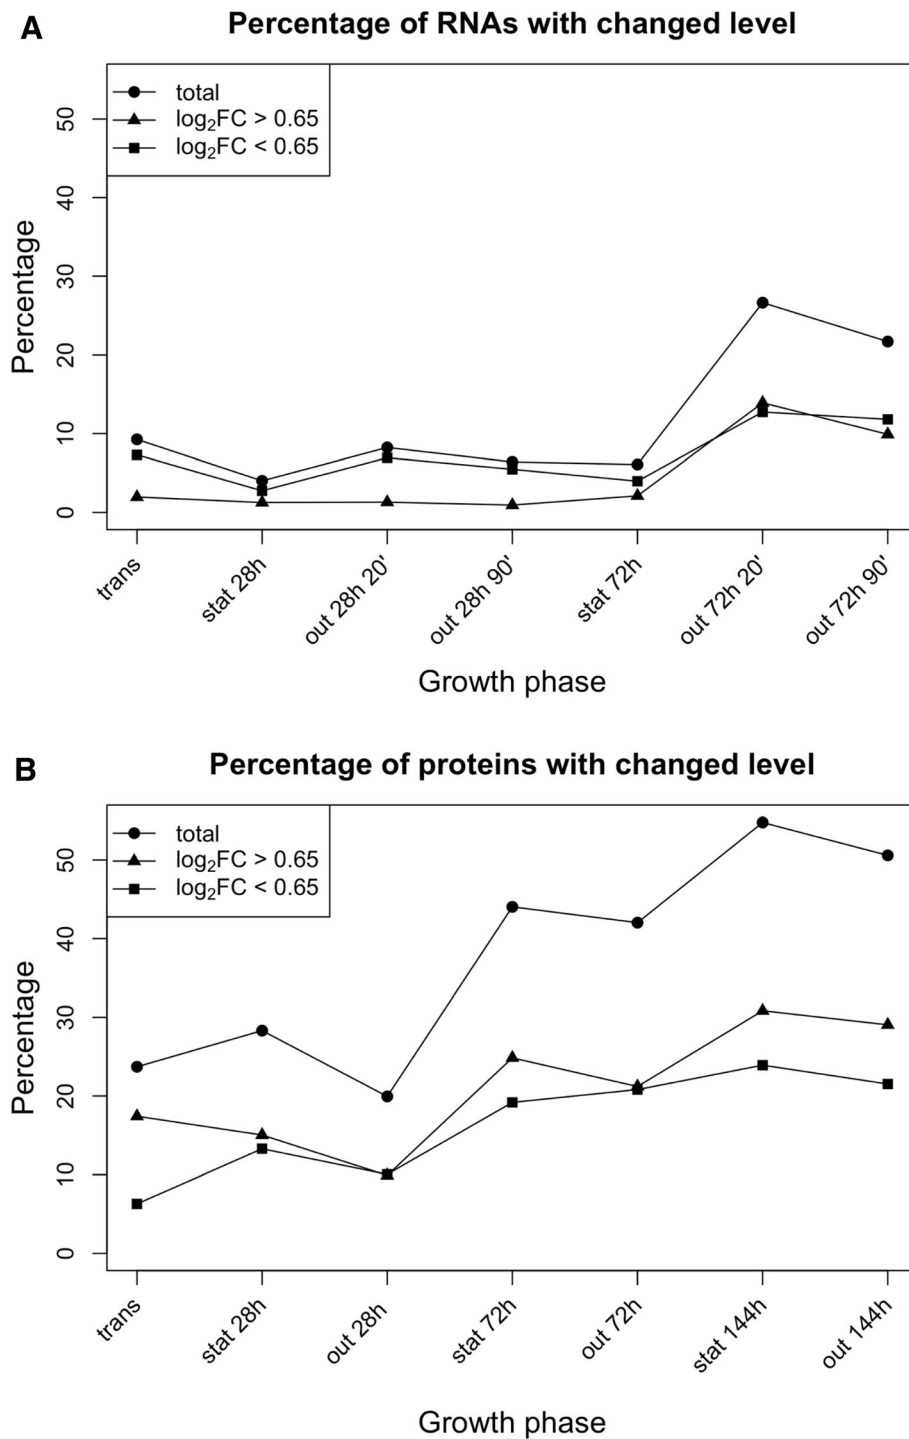 A
Percentage of RNAs with changed level
total
log₂FC > 0.65
log₂FC < 0.65
Percentage
50
40
30
20
10
0
trans
stat 28h
out 28h 20'
out 28h 90'
stat 72h
out 72h 20'
out 72h 90'
Growth phase
B
Percentage of proteins with changed level
total
log₂FC > 0.65
log₂FC < 0.65
Percentage
50
40
30
20
10
0
trans
stat 28h
out 28h
stat 72h
out 72h
stat 144h
out 144h
Growth phase